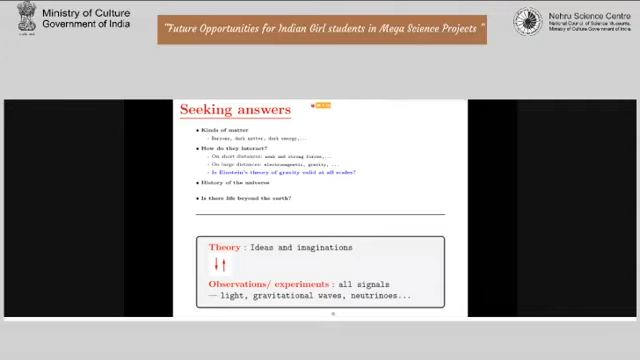 Ministry of Culture
Government of India
"Future Opportunities for Indian Girl students in Mega Science Projects "
Nehru Science Centre
National Council of Science Museums,
Ministry of Culture, Government of India
Seeking answers
• Kinds of matter
– Baryons, dark matter, dark energy,...
• How do they interact?
– On short distances: weak and strong forces,...
– On large distances: electromagnetic, gravity, ...
– Is Einstein's theory of gravity valid at all scales?
• History of the universe
• Is there life beyond the earth?
Theory : Ideas and imaginations
Observations/ experiments : all signals
— light, gravitational waves, neutrinoes...